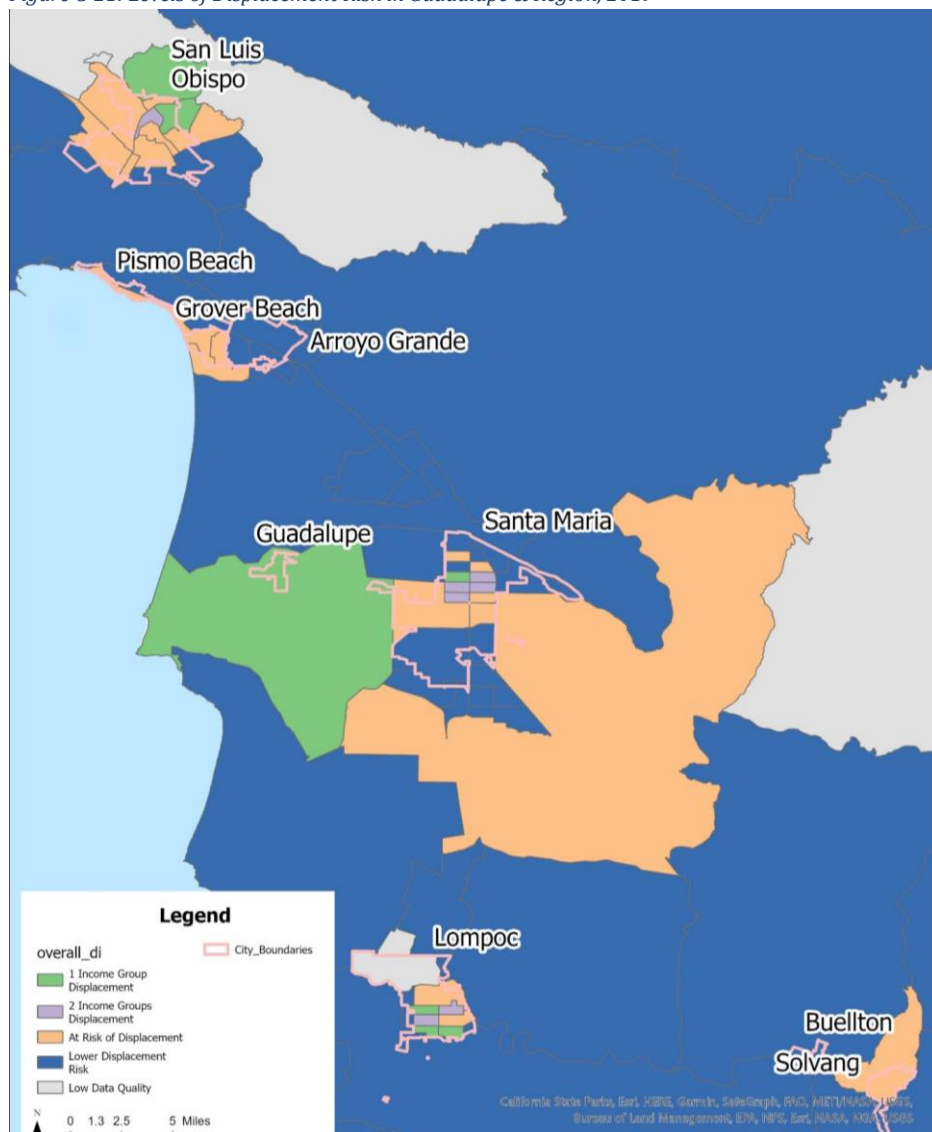 San Luis
Obispo
Pismo Beach
Grover Beach
Arroyo Grande
Santa Maria
Guadalupe
Lompoc
Buellton
Solvang
Legend
overall_di
City_Boundaries
1 Income Group
Displacement
2 Income Groups
Displacement
At Risk of Displacement
Lower Displacement
Risk
Low Data Quality
N
0 1.3 2.5 5 Miles
California State Parks, Esri, HERE, Garmin, SafeGraph, FAO, METI/NASA, USGS,
Bureau of Land Management, EPA, NPS, Esri, NASA, NGA, USGS